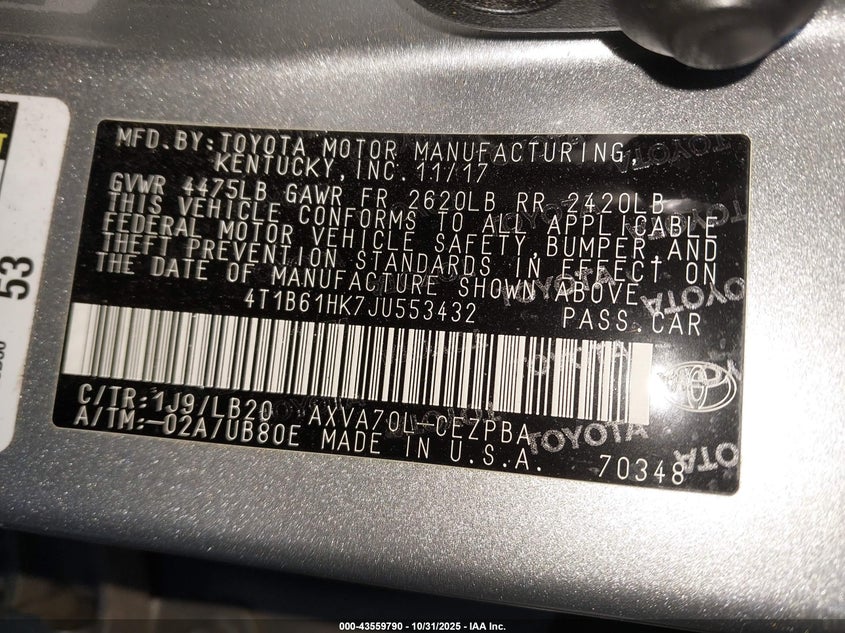 MFD.BY:TOYOTA MOTOR MANUFACTURING,
KENTUCKY,INC.11/17
GVWR 4475LB GAWR FR 2620LB RR 2420LB
THIS VEHICLE CONFORMS TO ALL APPLICABLE
FEDERAL MOTOR VEHICLE SAFETY,BUMPER,AND
THEFT PREVENTION STANDARDS IN EFFECT ON
THE DATE OF MANUFACTURE SHOWN ABOVE
4T1B61HK7JU553432 PASS.CAR
C/TR:1J9/LB20 AXVA70L-CEZPBA
A/TM:-02A/UB80E MADE IN U.S.A. 70348
TOYOTA
53
000-43559790 - 10/31/2025 - IAA Inc.